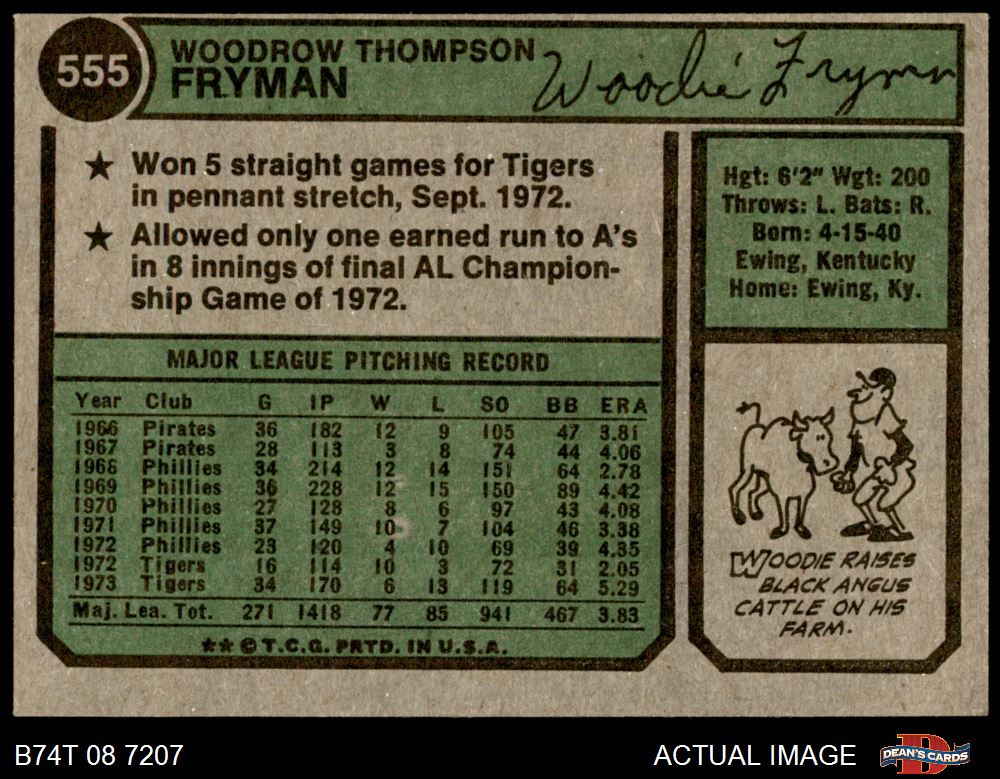 555
WOODROW THOMPSON
FRYMAN
Woodie Fryman
★ Won 5 straight games for Tigers
in pennant stretch, Sept. 1972.
★ Allowed only one earned run to A's
in 8 innings of final AL Champion-
ship Game of 1972.
MAJOR LEAGUE PITCHING RECORD
Year Club G IP W L SO BB ERA
1966 Pirates 36 182 12 9 105 47 3.81
1967 Pirates 28 113 3 8 74 44 4.06
1968 Phillies 34 214 12 14 151 64 2.78
1969 Phillies 36 228 12 15 150 89 4.42
1970 Phillies 27 128 8 6 97 43 4.08
1971 Phillies 37 149 10 7 104 46 3.38
1972 Phillies 23 120 4 10 69 39 4.35
1972 Tigers 16 114 10 3 72 31 2.05
1973 Tigers 34 170 6 13 119 64 5.29
Maj. Lea. Tot. 271 1418 77 85 941 467 3.83
★★ © T.C.G. PRTD. IN U.S.A.
Hgt: 6'2" Wgt: 200
Throws: L. Bats: R.
Born: 4-15-40
Ewing, Kentucky
Home: Ewing, Ky.
WOODIE RAISES
BLACK ANGUS
CATTLE ON HIS
FARM.
B74T 08 7207
ACTUAL IMAGE
DEAN'S CARDS